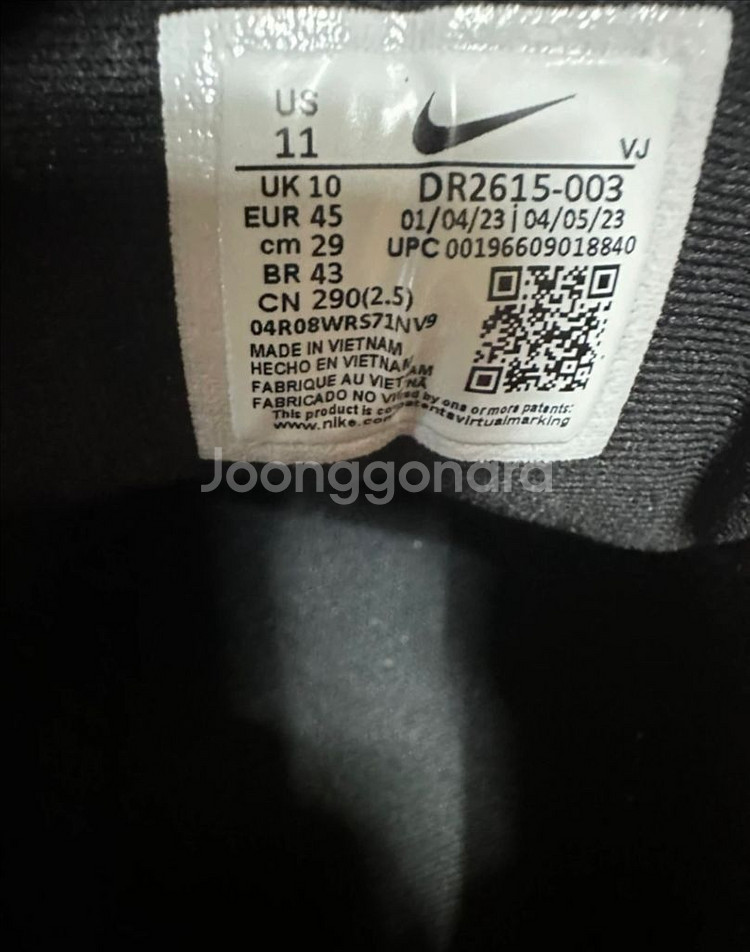 US
11
VJ
UK 10
DR2615-003
EUR 45
01/04/23 | 04/05/23
cm 29
UPC 00196609018840
BR 43
CN 290(2.5)
04R08WRS71NV9
MADE IN VIETNAM
HECHO EN VIETNAM
FABRIQUE AU VIETNAM
FABRICADO NO
This product is by one or more patents:
www.nike.com virtualmarking
Joonggonara